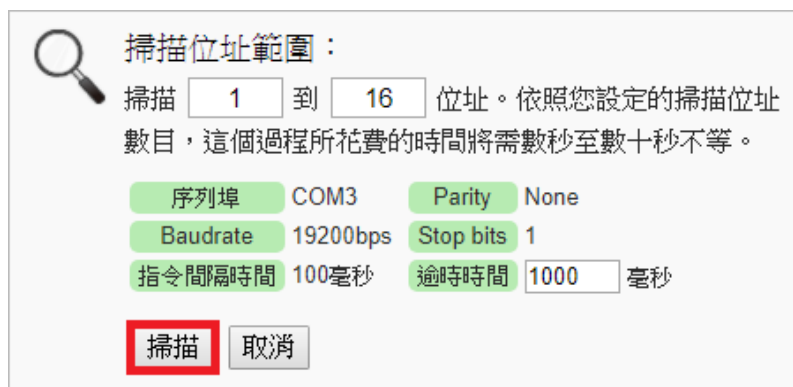 掃描位址範圍：
掃描 1 到 16 位址。依照您設定的掃描位址
數目，這個過程所花費的時間將需數秒至數十秒不等。
序列埠 COM3 Parity None
Baudrate 19200bps Stop bits 1
指令間隔時間 100毫秒 逾時時間 1000 毫秒
掃描 取消